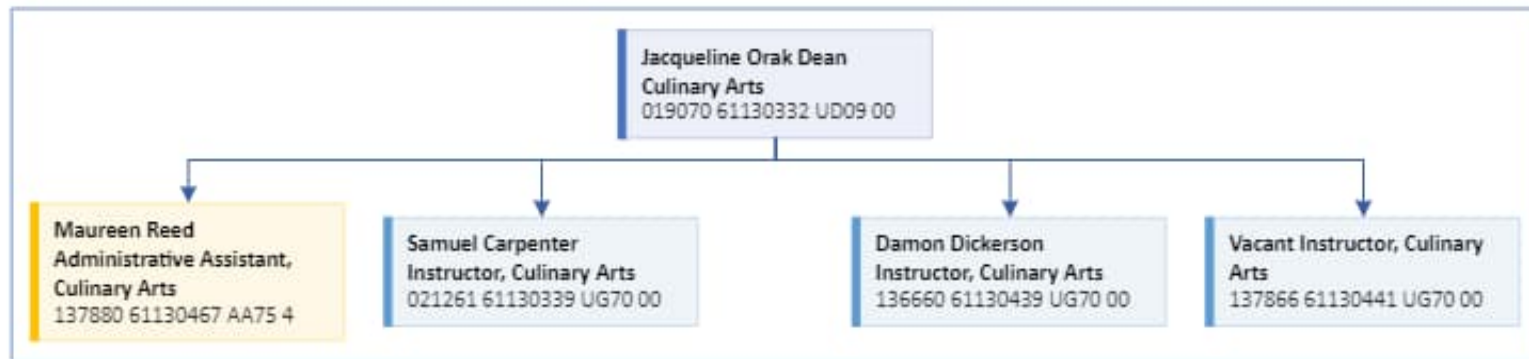 Jacqueline Orak Dean
Culinary Arts
019070 61130332 UD09 00
Maureen Reed
Administrative Assistant,
Culinary Arts
137880 61130467 AA75 4
Samuel Carpenter
Instructor, Culinary Arts
021261 61130339 UG70 00
Damon Dickerson
Instructor, Culinary Arts
136660 61130439 UG70 00
Vacant Instructor, Culinary
Arts
137866 61130441 UG70 00